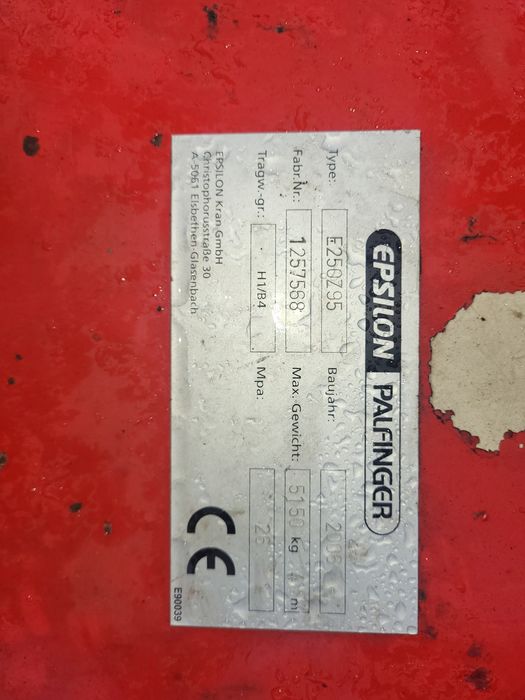 EPSILON PALFINGER
Type: E250Z95 Baujahr: 2005
Fabr.Nr.: 1257568 Max. Gewicht: 5150 kg m
Tragw.-gr.: H1/B4 Mpa: 26
EPSILON Kran GmbH
Christophorusstraße 30
A-5061 Elsbethen Glasenbach
CE
E90039